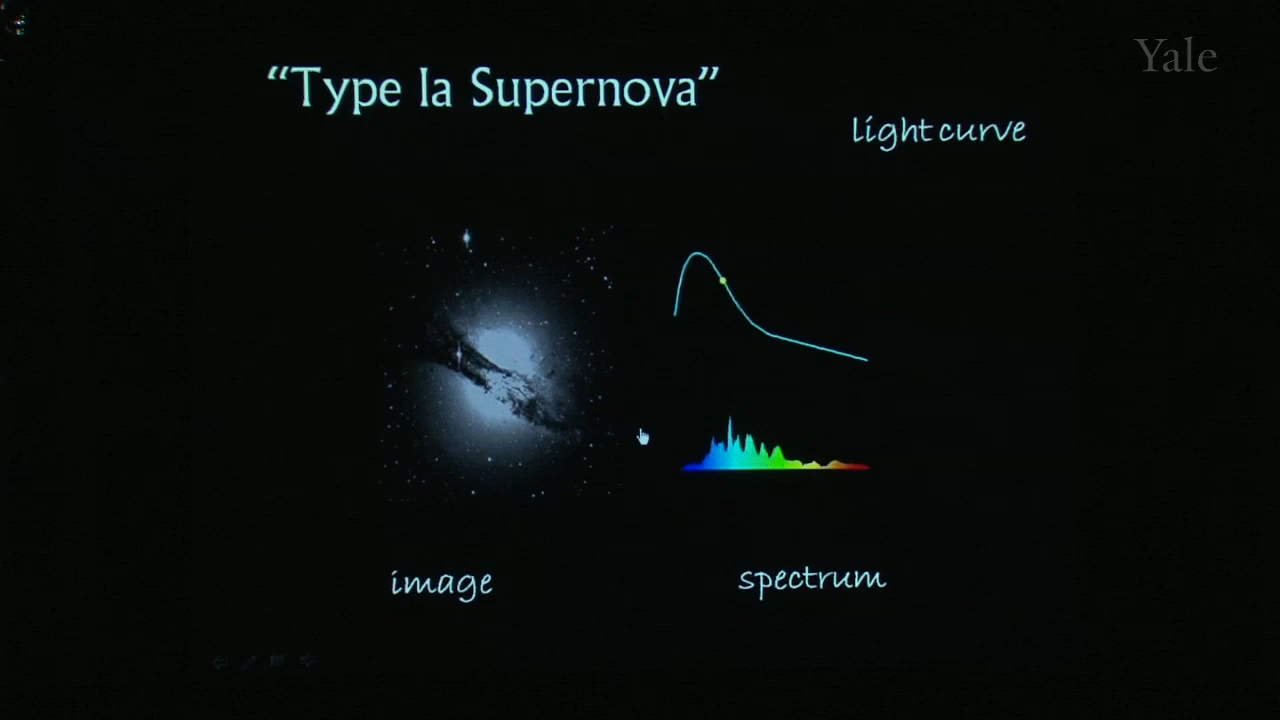 “Type Ia Supernova”
Yale
light curve
image
spectrum